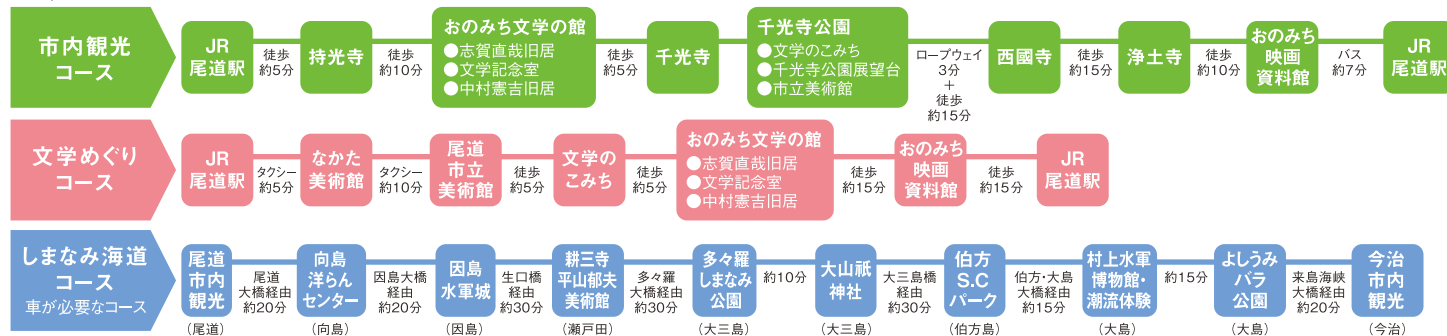 市内観光
コース
JR
尾道駅
徒歩
約5分
持光寺
徒歩
約10分
おのみち文学の館
●志賀直哉旧居
●文学記念室
●中村憲吉旧居
徒歩
約5分
千光寺
千光寺公園
●文学のこみち
●千光寺公園展望台
●市立美術館
ロープウェイ
3分
+
徒歩
約15分
西國寺
徒歩
約15分
浄土寺
徒歩
約10分
おのみち
映画
資料館
バス
約7分
JR
尾道駅
文学めぐり
コース
JR
尾道駅
タクシー
約5分
なかた
美術館
タクシー
約10分
尾道
市立
美術館
徒歩
約5分
文学の
こみち
徒歩
約5分
おのみち文学の館
●志賀直哉旧居
●文学記念室
●中村憲吉旧居
徒歩
約15分
おのみち
映画
資料館
徒歩
約15分
JR
尾道駅
しまなみ海道
コース
車が必要なコース
尾道
市内
観光
(尾道)
尾道
大橋経由
約20分
向島
洋らん
センター
(向島)
因島大橋
経由
約20分
因島
水軍城
(因島)
生口橋
経由
約30分
耕三寺
平山郁夫
美術館
(瀬戸田)
多々羅
大橋経由
約30分
多々羅
しまなみ
公園
(大三島)
約10分
大山祇
神社
(大三島)
大三島橋
経由
約30分
伯方
S.C
パーク
(伯方島)
伯方・大島
大橋経由
約15分
村上水軍
博物館・
潮流体験
(大島)
約15分
よしうみ
バラ
公園
(大島)
来島海峡
大橋経由
約20分
今治
市内
観光
(今治)